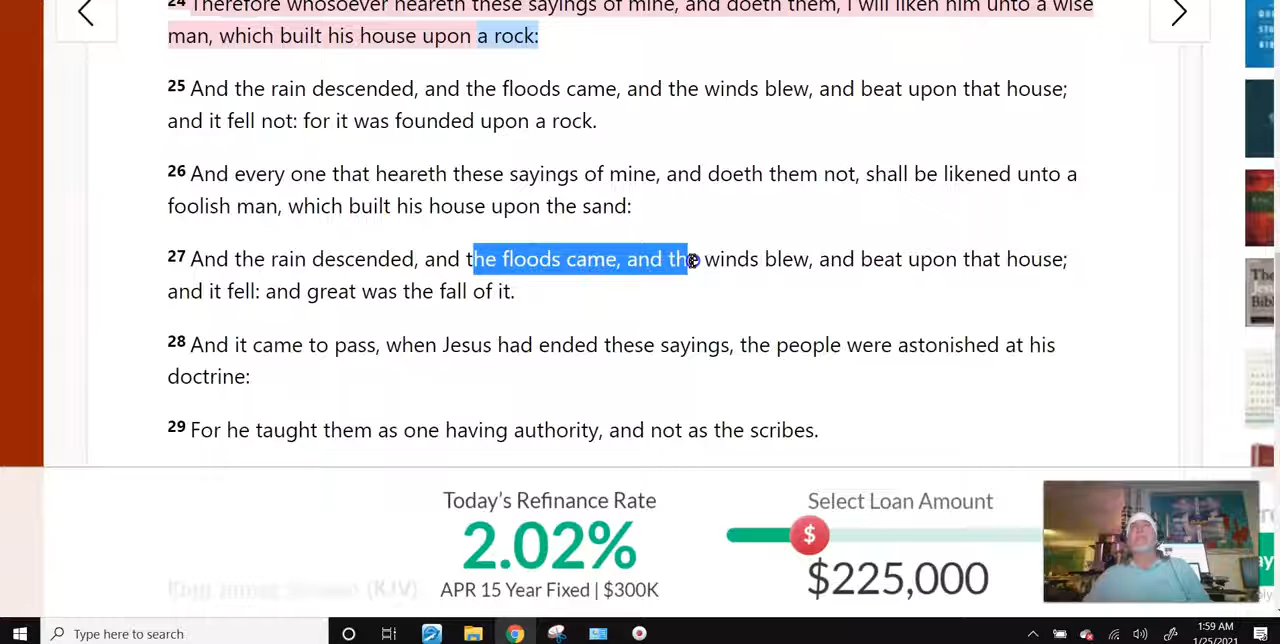 24 Therefore whosoever heareth these sayings of mine, and doeth them, I will liken him unto a wise
man, which built his house upon a rock:
25 And the rain descended, and the floods came, and the winds blew, and beat upon that house;
and it fell not: for it was founded upon a rock.
26 And every one that heareth these sayings of mine, and doeth them not, shall be likened unto a
foolish man, which built his house upon the sand:
27 And the rain descended, and the floods came, and the winds blew, and beat upon that house;
and it fell: and great was the fall of it.
28 And it came to pass, when Jesus had ended these sayings, the people were astonished at his
doctrine:
29 For he taught them as one having authority, and not as the scribes.
Today's Refinance Rate
2.02%
APR 15 Year Fixed | $300K
Select Loan Amount
$
$225,000
King James Version (KJV)
Type here to search
1:59 AM
1/25/2021